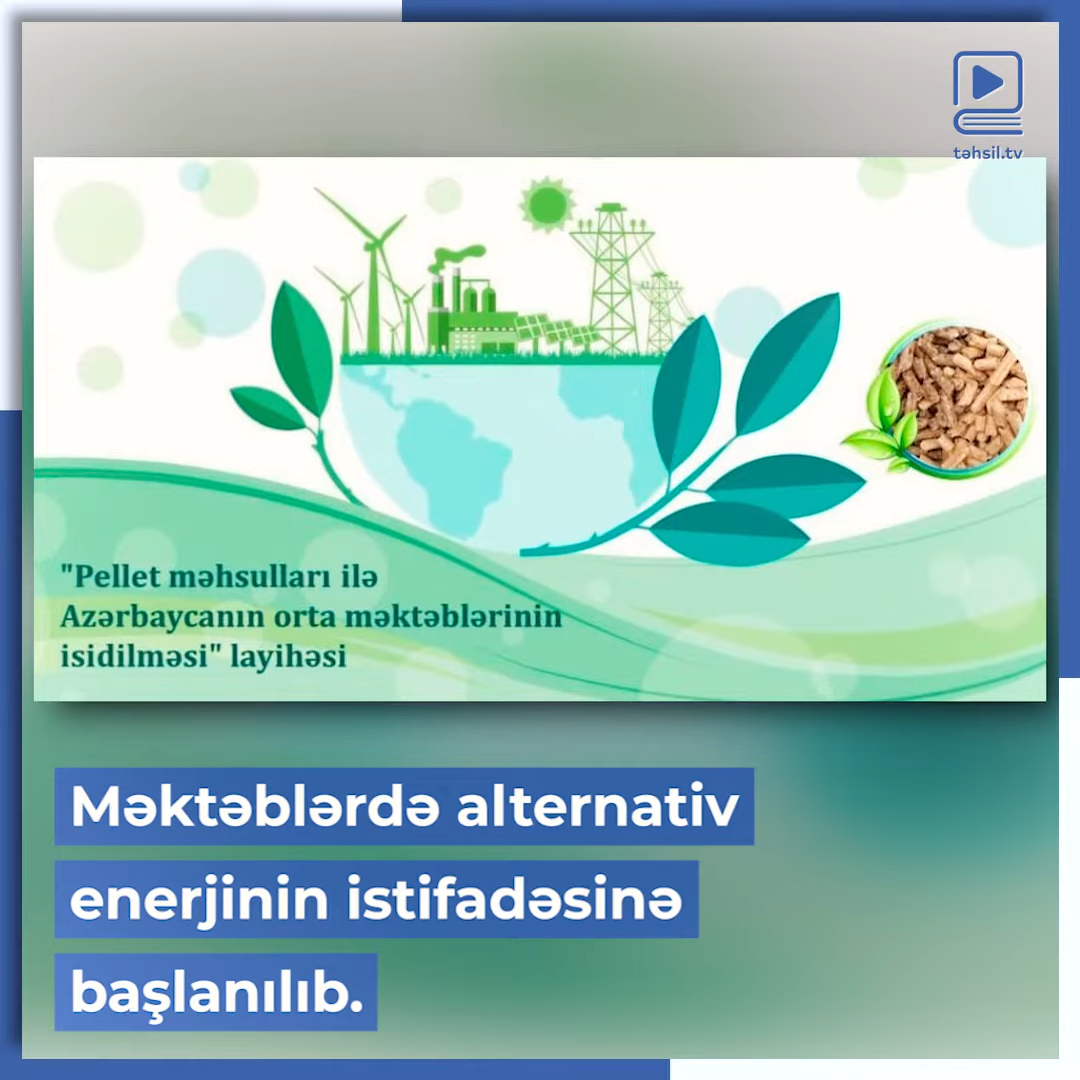 təhsil.tv
"Pellet məhsulları ilə
Azərbaycanın orta məktəblərinin
isidilməsi" layihəsi
Məktəblərdə alternativ
enerjinin istifadəsinə
başlanılıb.